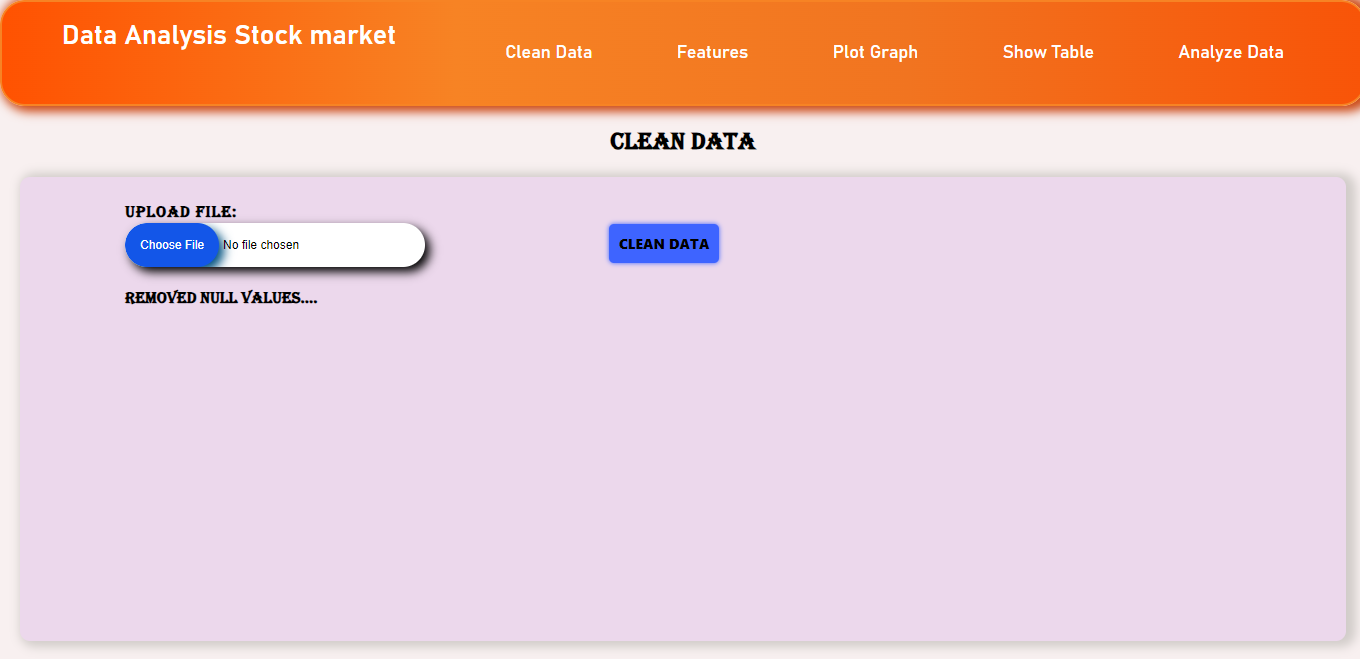 Data Analysis Stock market
Clean Data Features Plot Graph Show Table Analyze Data
CLEAN DATA
UPLOAD FILE:
Choose File No file chosen
CLEAN DATA
REMOVED NULL VALUES....